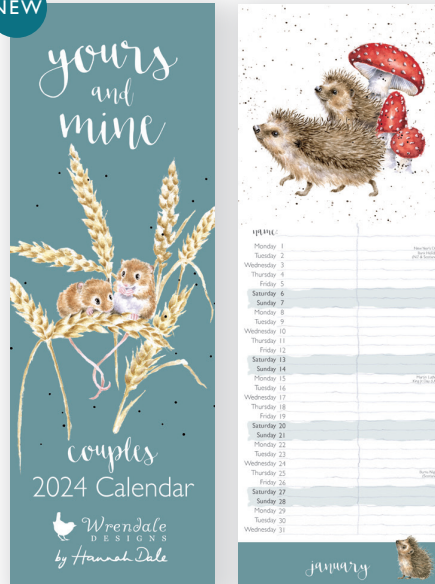 NEW
yours
and
mine
couples
2024 Calendar
Wrendale
DESIGNS
by Hannah Dale
name
Monday 1
Tuesday 2
Wednesday 3
Thursday 4
Friday 5
Saturday 6
Sunday 7
Monday 8
Tuesday 9
Wednesday 10
Thursday 11
Friday 12
Saturday 13
Sunday 14
Monday 15
Tuesday 16
Wednesday 17
Thursday 18
Friday 19
Saturday 20
Sunday 21
Monday 22
Tuesday 23
Wednesday 24
Thursday 25
Friday 26
Saturday 27
Sunday 28
Monday 29
Tuesday 30
Wednesday 31
january